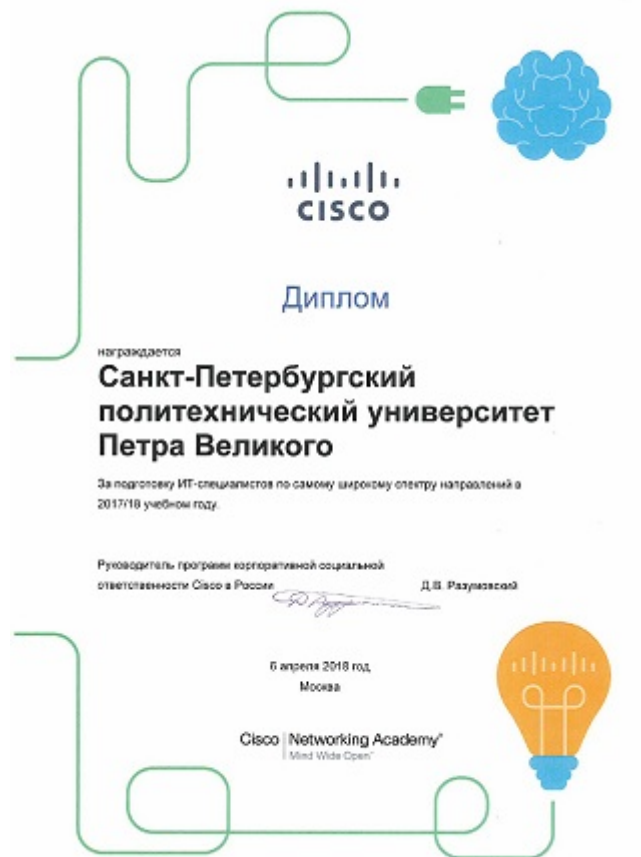 CISCO
Диплом
награждается
Санкт-Петербургский
политехнический университет
Петра Великого
За подготовку ИТ-специалистов по самому широкому спектру направлений в
2017/18 учебном году.
Руководитель программ корпоративной социальной
ответственности Cisco в России Д.В. Разумовский
6 апреля 2018 год
Москва
Cisco Networking Academy®
Mind Wide Open™